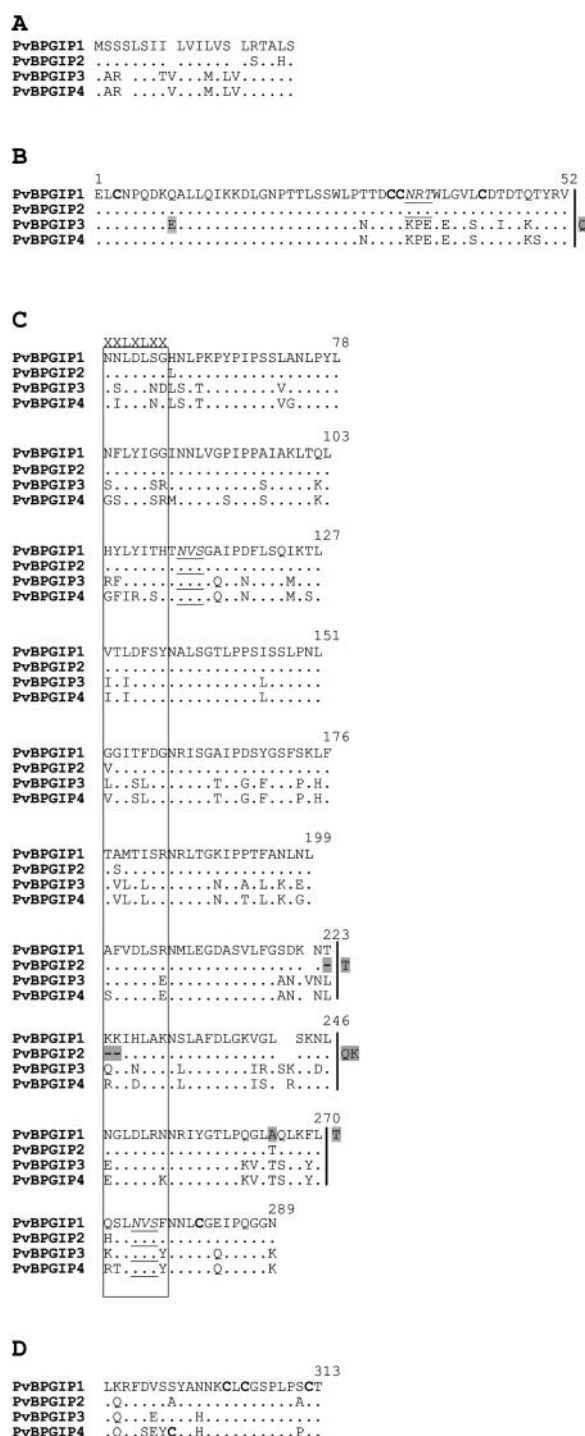 A
PvBPGIP1 MSSSLSII LVILVS LRTALS
PvBPGIP2 ........ ...... .S..H.
PvBPGIP3 .AR...TV ...M.LV......
PvBPGIP4 .AR....V ...M.LV......
B
1 52
PvBPGIP1 ELCNPQDKQALLQIKKDLGNPTTLSSWLPTTDCCNRTWLGVLCDTDTQTYRV
PvBPGIP2 ....................................................
PvBPGIP3 ........E....................N....KPE.E..S..I..K.... Q
PvBPGIP4 .............................N....KPE.E..S.....KS...
C
XXLXLXX 78
PvBPGIP1 NNLDLSGHNLPKPYPIPSSLANLPYL
PvBPGIP2 .......L..................
PvBPGIP3 .S...NDLS.T........V......
PvBPGIP4 .I...N.LS.T........VG.....
103
PvBPGIP1 NFLYIGGINNLVGPIPPAIAKLTQL
PvBPGIP2 .........................
PvBPGIP3 S....SR..........S.....K.
PvBPGIP4 GS...SRM.....S...S.....K.
127
PvBPGIP1 HYLYITHTNVSGAIPDFLSQIKTL
PvBPGIP2 ........................
PvBPGIP3 RF..........Q..N....M...
PvBPGIP4 GFIR.S......Q..N....M.S.
151
PvBPGIP1 VTLDFSYNALSGTLPPSISSLPNL
PvBPGIP2 ........................
PvBPGIP3 I.I..............L......
PvBPGIP4 I.I..............L......
176
PvBPGIP1 GGITFDGNRISGAIPDSYGSFSKLF
PvBPGIP2 V........................
PvBPGIP3 L..SL.......T..G.F...P.H.
PvBPGIP4 V..SL.......T..G.F...P.H.
199
PvBPGIP1 TAMTISRNRLTGKIPPTFANLNL
PvBPGIP2 .S.....................
PvBPGIP3 .VL.L.......N..A.L.K.E.
PvBPGIP4 .VL.L.......N..T.L.K.G.
223
PvBPGIP1 AFVDLSRNMLEGDASVLFGSDK NT
PvBPGIP2 ...................... .- T
PvBPGIP3 ......E............AN.VNL
PvBPGIP4 S.....E............AN. NL
246
PvBPGIP1 KKIHLAKNSLAFDLGKVGL SKNL
PvBPGIP2 --................. .... QK
PvBPGIP3 Q..N....L.......IR.SK..D.
PvBPGIP4 R..D....L.......IS. R...
270
PvBPGIP1 NGLDLRNNRIYGTLPQGLAQLKFL T
PvBPGIP2 ..................T.....
PvBPGIP3 E..............KV.TS..Y.
PvBPGIP4 E.....K........KV.TS..Y.
289
PvBPGIP1 QSLNVSFNNLCGEIPQGGN
PvBPGIP2 H..................
PvBPGIP3 K.....Y.....Q.....K
PvBPGIP4 RT....Y.....Q.....K
D
313
PvBPGIP1 LKRFDVSSYANNKCLCGSPLPSCT
PvBPGIP2 .Q.....A.............A..
PvBPGIP3 .Q...E....H.............
PvBPGIP4 .Q..SEYC..H..........P..